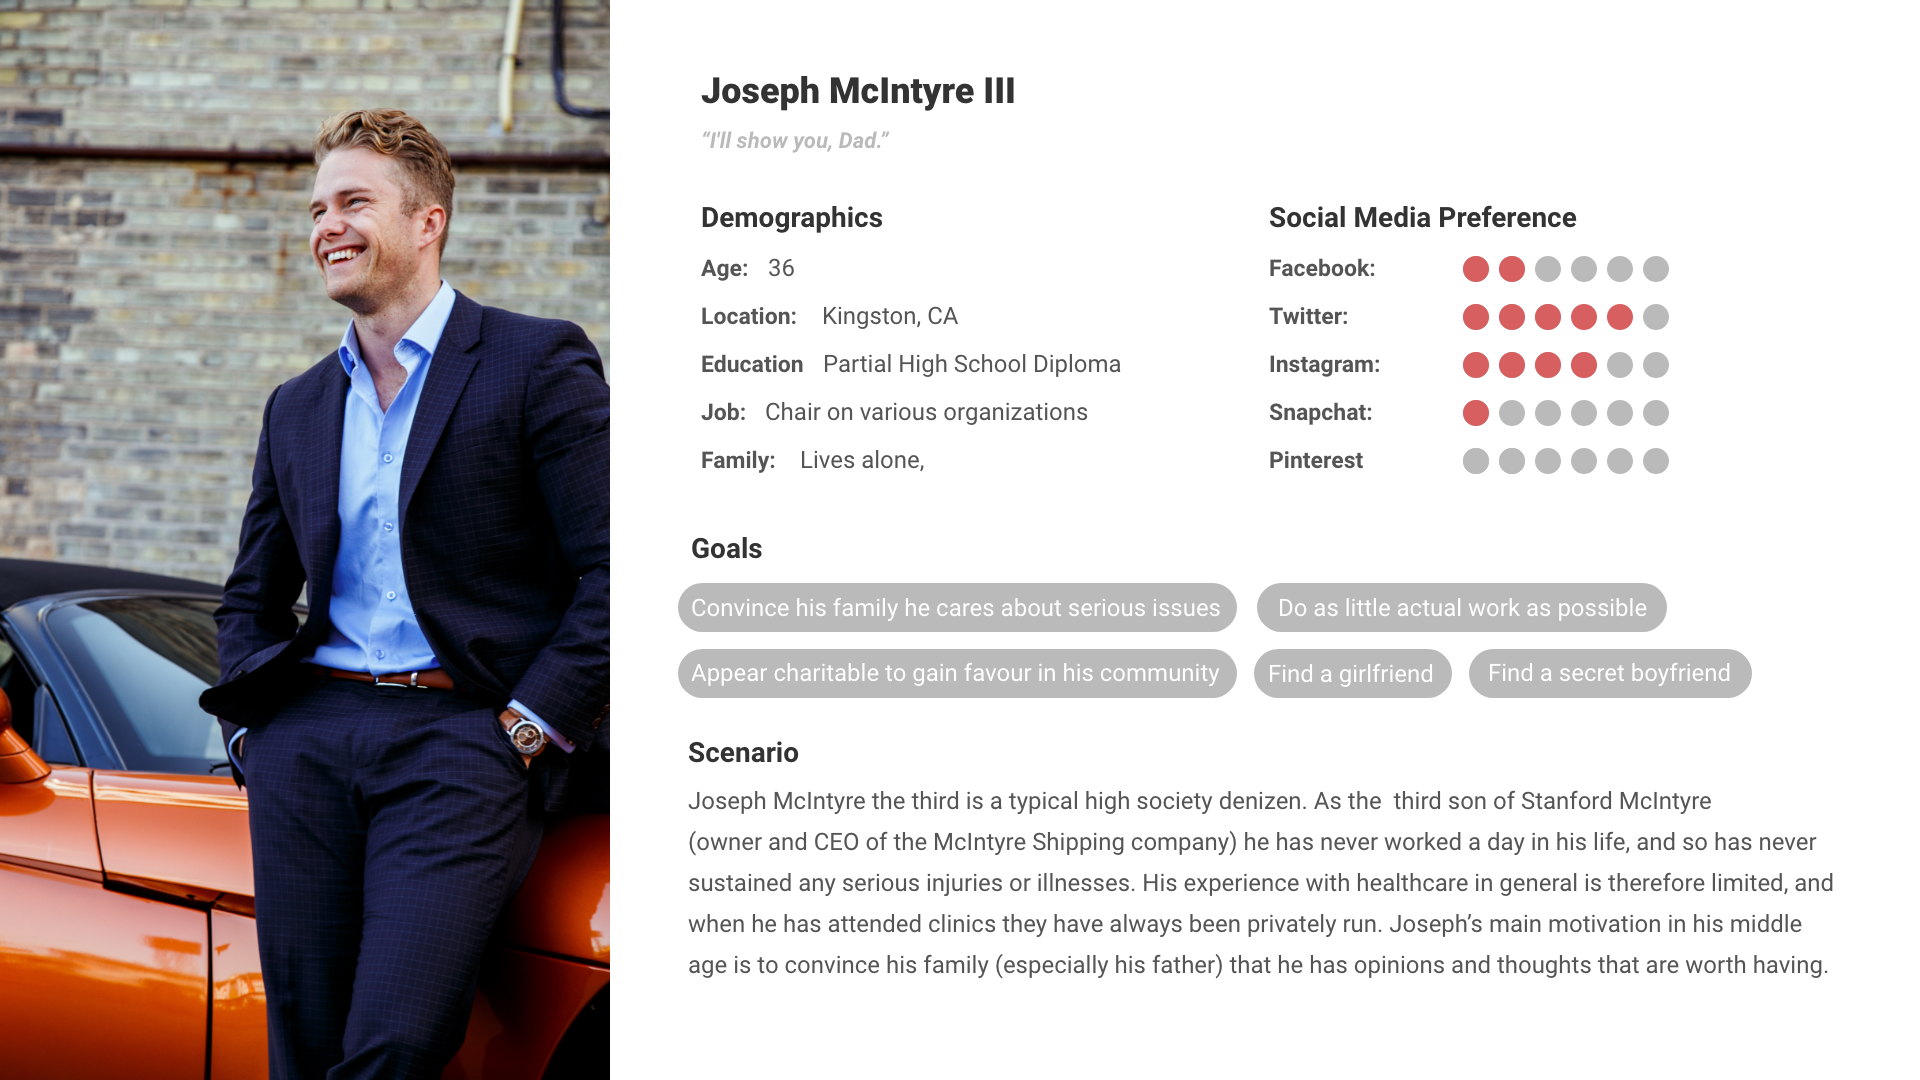 Joseph McIntyre III
“I'll show you, Dad.”
Demographics
Age: 36
Location: Kingston, CA
Education Partial High School Diploma
Job: Chair on various organizations
Family: Lives alone,
Social Media Preference
Facebook:
Twitter:
Instagram:
Snapchat:
Pinterest
Goals
Convince his family he cares about serious issues
Do as little actual work as possible
Appear charitable to gain favour in his community
Find a girlfriend
Find a secret boyfriend
Scenario
Joseph McIntyre the third is a typical high society denizen. As the  third son of Stanford McIntyre
(owner and CEO of the McIntyre Shipping company) he has never worked a day in his life, and so has never
sustained any serious injuries or illnesses. His experience with healthcare in general is therefore limited, and
when he has attended clinics they have always been privately run. Joseph’s main motivation in his middle
age is to convince his family (especially his father) that he has opinions and thoughts that are worth having.